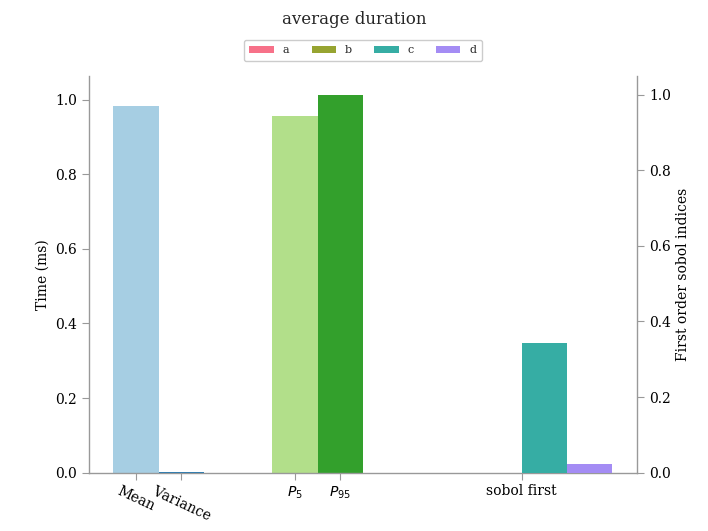 average duration
a b c d
1.0
0.8
0.6
0.4
0.2
0.0
Time (ms)
1.0
0.8
0.6
0.4
0.2
0.0
First order sobol indices
Mean
Variance
P5
P95
sobol first